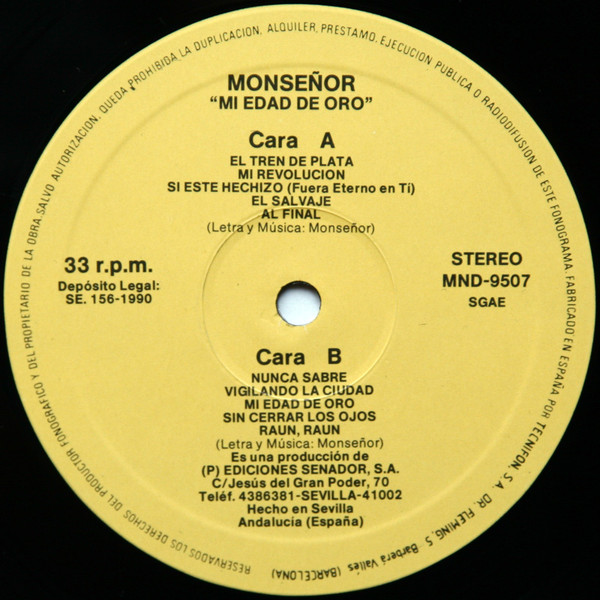 RESERVADOS LOS DERECHOS DEL PRODUCTOR FONOGRAFICO Y DEL PROPIETARIO DE LA OBRA. SALVO AUTORIZACION, QUEDA PROHIBIDA LA DUPLICACION, ALQUILER, PRESTAMO, EJECUCION PUBLICA O RADIODIFUSION DE ESTE FONOGRAMA. FABRICADO EN ESPAÑA POR TECNIFON, S.A. DR. FLEMING, 5 Barberá Vallés (BARCELONA)
MONSEÑOR
“MI EDAD DE ORO”
Cara A
EL TREN DE PLATA
MI REVOLUCION
SI ESTE HECHIZO (Fuera Eterno en Tí)
EL SALVAJE
AL FINAL
(Letra y Música: Monseñor)
33 r.p.m.
Depósito Legal:
SE. 156-1990
STEREO
MND-9507
SGAE
Cara B
NUNCA SABRE
VIGILANDO LA CIUDAD
MI EDAD DE ORO
SIN CERRAR LOS OJOS
RAUN, RAUN
(Letra y Música: Monseñor)
Es una producción de
(P) EDICIONES SENADOR, S.A.
C/Jesús del Gran Poder, 70
Teléf. 4386381-SEVILLA-41002
Hecho en Sevilla
Andalucía (España)